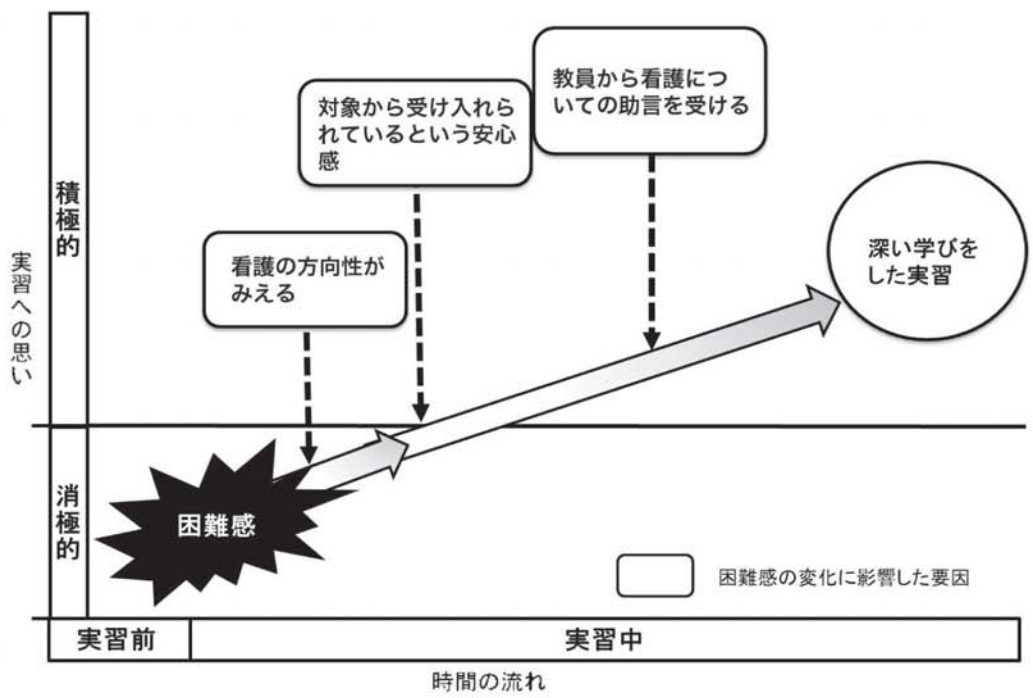 教員から看護につ
いての助言を受ける
対象から受け入れら
れているという安心
感
積極的
深い学びを
した実習
看護の方向性が
みえる
実習への思い
消極的
困難感
困難感の変化に影響した要因
実習前
実習中
時間の流れ